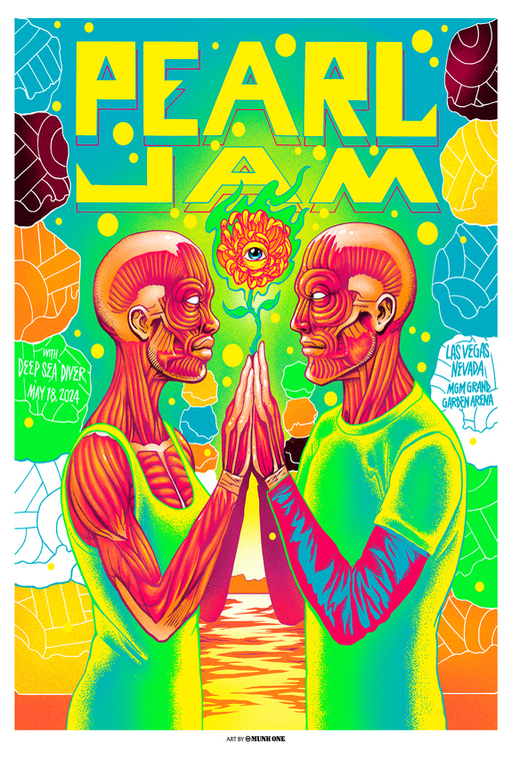 PEARL
JAM
WITH
DEEP SEA DIVER
MAY 18, 2024
LAS VEGAS
NEVADA
MGM GRAND
GARDEN ARENA
ART BY MUNK ONE